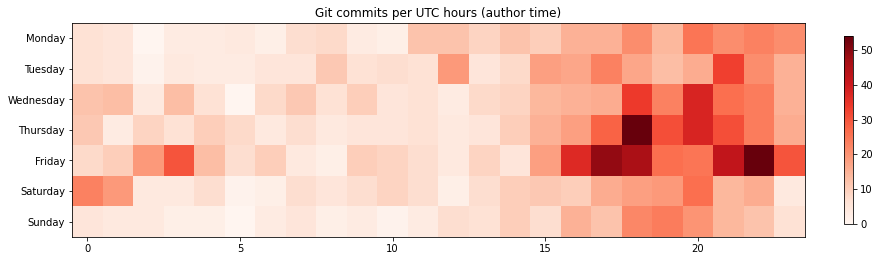 Git commits per UTC hours (author time)
Monday
Tuesday
Wednesday
Thursday
Friday
Saturday
Sunday
0 5 10 15 20
50
40
30
20
10
0